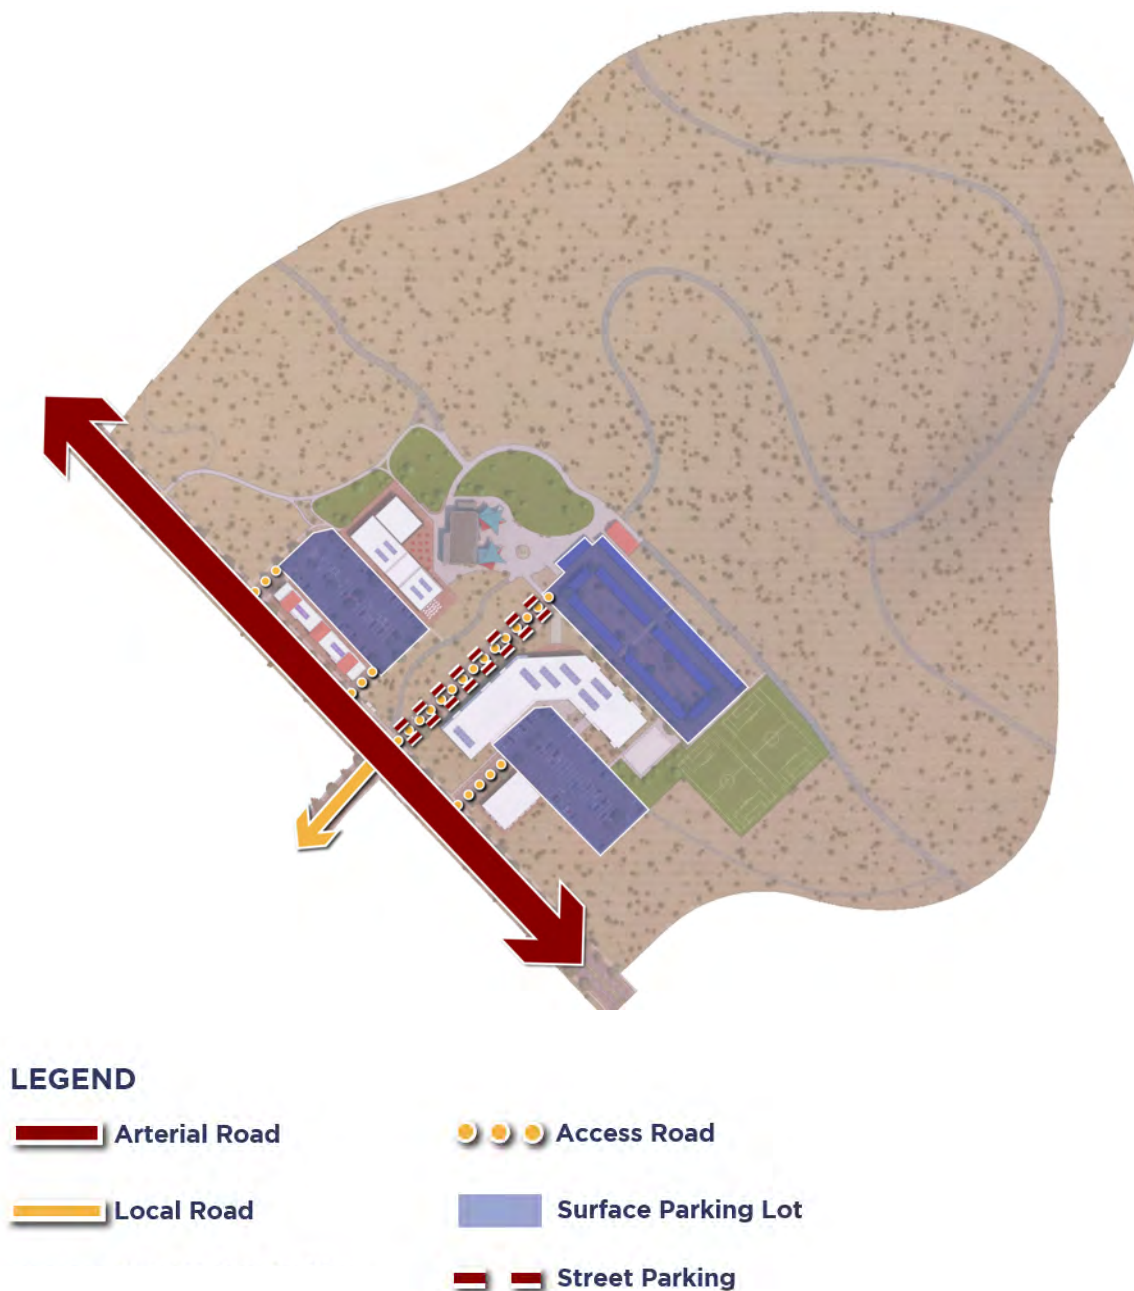 LEGEND
Arterial Road
Access Road
Local Road
Surface Parking Lot
Street Parking